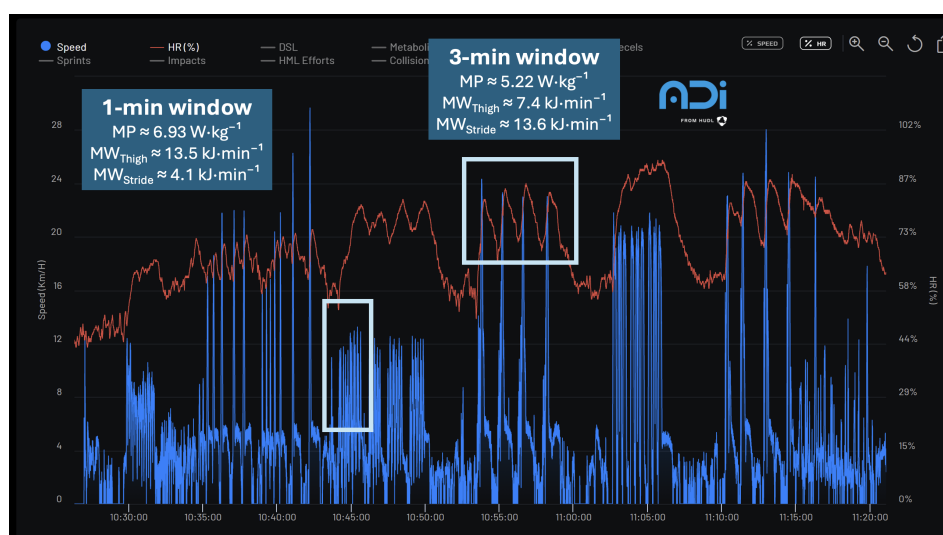 Speed
HR(%)
DSL
Metaboli
ecels
Sprints
Impacts
HML Efforts
Collision
% SPEED
% HR
1-min window
MP ≈ 6.93 W·kg⁻¹
MWThigh ≈ 13.5 kJ·min⁻¹
MWStride ≈ 4.1 kJ·min⁻¹
3-min window
MP ≈ 5.22 W·kg⁻¹
MWThigh ≈ 7.4 kJ·min⁻¹
MWStride ≈ 13.6 kJ·min⁻¹
ADi
FROM HUDL
28
24
20
16
12
8
4
0
Speed(Km/H)
102%
87%
73%
58%
44%
29%
15%
0%
HR(%)
10:30:00
10:35:00
10:40:00
10:45:00
10:50:00
10:55:00
11:00:00
11:05:00
11:10:00
11:15:00
11:20:00